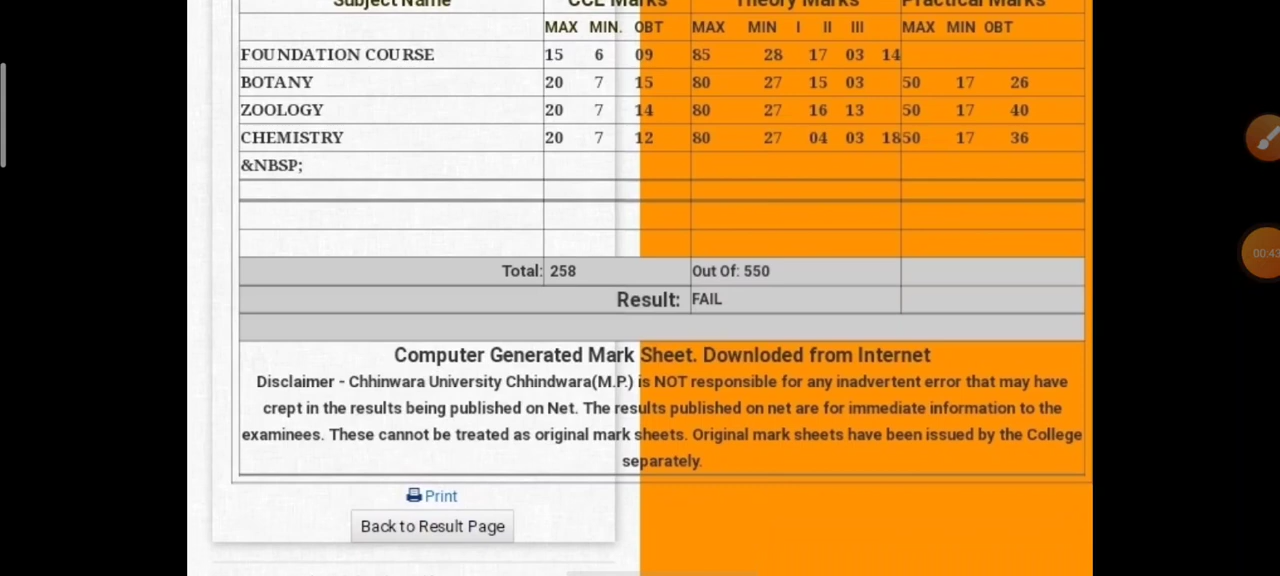 Subject Name CCE Marks Theory Marks Practical Marks
MAX MIN. OBT MAX MIN I II III MAX MIN OBT
FOUNDATION COURSE 15 6 09 85 28 17 03 14
BOTANY 20 7 15 80 27 15 03 50 17 26
ZOOLOGY 20 7 14 80 27 16 13 50 17 40
CHEMISTRY 20 7 12 80 27 04 03 18 50 17 36
&NBSP;
Total: 258 Out Of: 550
Result: FAIL
Computer Generated Mark Sheet. Downloded from Internet
Disclaimer - Chhinwara University Chhindwara(M.P.) is NOT responsible for any inadvertent error that may have
crept in the results being published on Net. The results published on net are for immediate information to the
examinees. These cannot be treated as original mark sheets. Original mark sheets have been issued by the College
separately.
Print
Back to Result Page
00:43